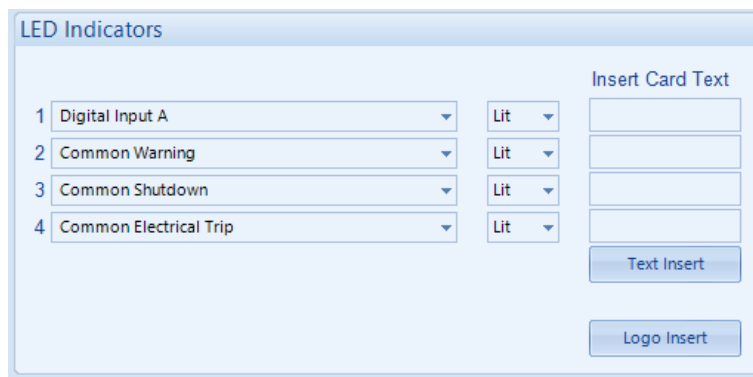 LED Indicators
Insert Card Text
1 Digital Input A Lit
2 Common Warning Lit
3 Common Shutdown Lit
4 Common Electrical Trip Lit
Text Insert
Logo Insert